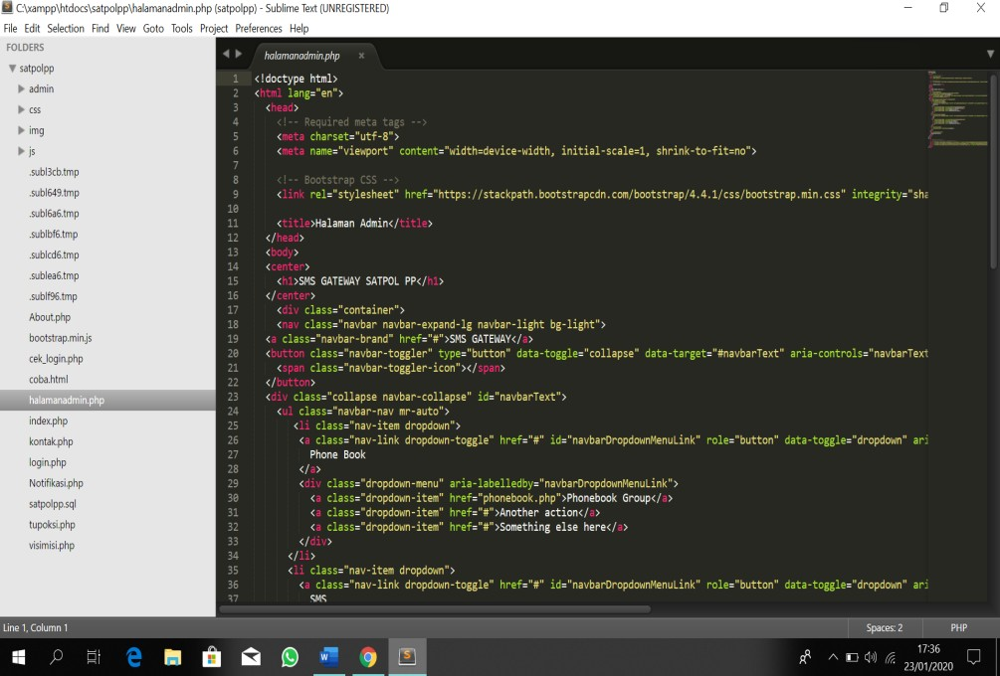 C:\xampp\htdocs\satpolpp\halamanadmin.php (satpolpp) - Sublime Text (UNREGISTERED)
File Edit Selection Find View Goto Tools Project Preferences Help
FOLDERS
satpolpp
admin
css
img
js
.subl3cb.tmp
.subl649.tmp
.subl6a6.tmp
.sublbf6.tmp
.sublcd6.tmp
.sublea6.tmp
.sublf96.tmp
About.php
bootstrap.min.js
cek_login.php
coba.html
halamanadmin.php
index.php
kontak.php
login.php
Notifikasi.php
satpolpp.sql
tupoksi.php
visimisi.php
halamanadmin.php x
1 <!doctype html>
2 <html lang="en">
3 <head>
4 <!-- Required meta tags -->
5 <meta charset="utf-8">
6 <meta name="viewport" content="width=device-width, initial-scale=1, shrink-to-fit=no">
7
8 <!-- Bootstrap CSS -->
9 <link rel="stylesheet" href="https://stackpath.bootstrapcdn.com/bootstrap/4.4.1/css/bootstrap.min.css" integrity="sha
10
11 <title>Halaman Admin</title>
12 </head>
13 <body>
14 <center>
15 <h1>SMS GATEWAY SATPOL PP</h1>
16 </center>
17 <div class="container">
18 <nav class="navbar navbar-expand-lg navbar-light bg-light">
19 <a class="navbar-brand" href="#">SMS GATEWAY</a>
20 <button class="navbar-toggler" type="button" data-toggle="collapse" data-target="#navbarText" aria-controls="navbarText
21 <span class="navbar-toggler-icon"></span>
22 </button>
23 <div class="collapse navbar-collapse" id="navbarText">
24 <ul class="navbar-nav mr-auto">
25 <li class="nav-item dropdown">
26 <a class="nav-link dropdown-toggle" href="#" id="navbarDropdownMenuLink" role="button" data-toggle="dropdown" ari
27 Phone Book
28 </a>
29 <div class="dropdown-menu" aria-labelledby="navbarDropdownMenuLink">
30 <a class="dropdown-item" href="phonebook.php">Phonebook Group</a>
31 <a class="dropdown-item" href="#">Another action</a>
32 <a class="dropdown-item" href="#">Something else here</a>
33 </div>
34 </li>
35 <li class="nav-item dropdown">
36 <a class="nav-link dropdown-toggle" href="#" id="navbarDropdownMenuLink" role="button" data-toggle="dropdown" ari
37 SMS
Line 1, Column 1
Spaces: 2 PHP
17:36
23/01/2020